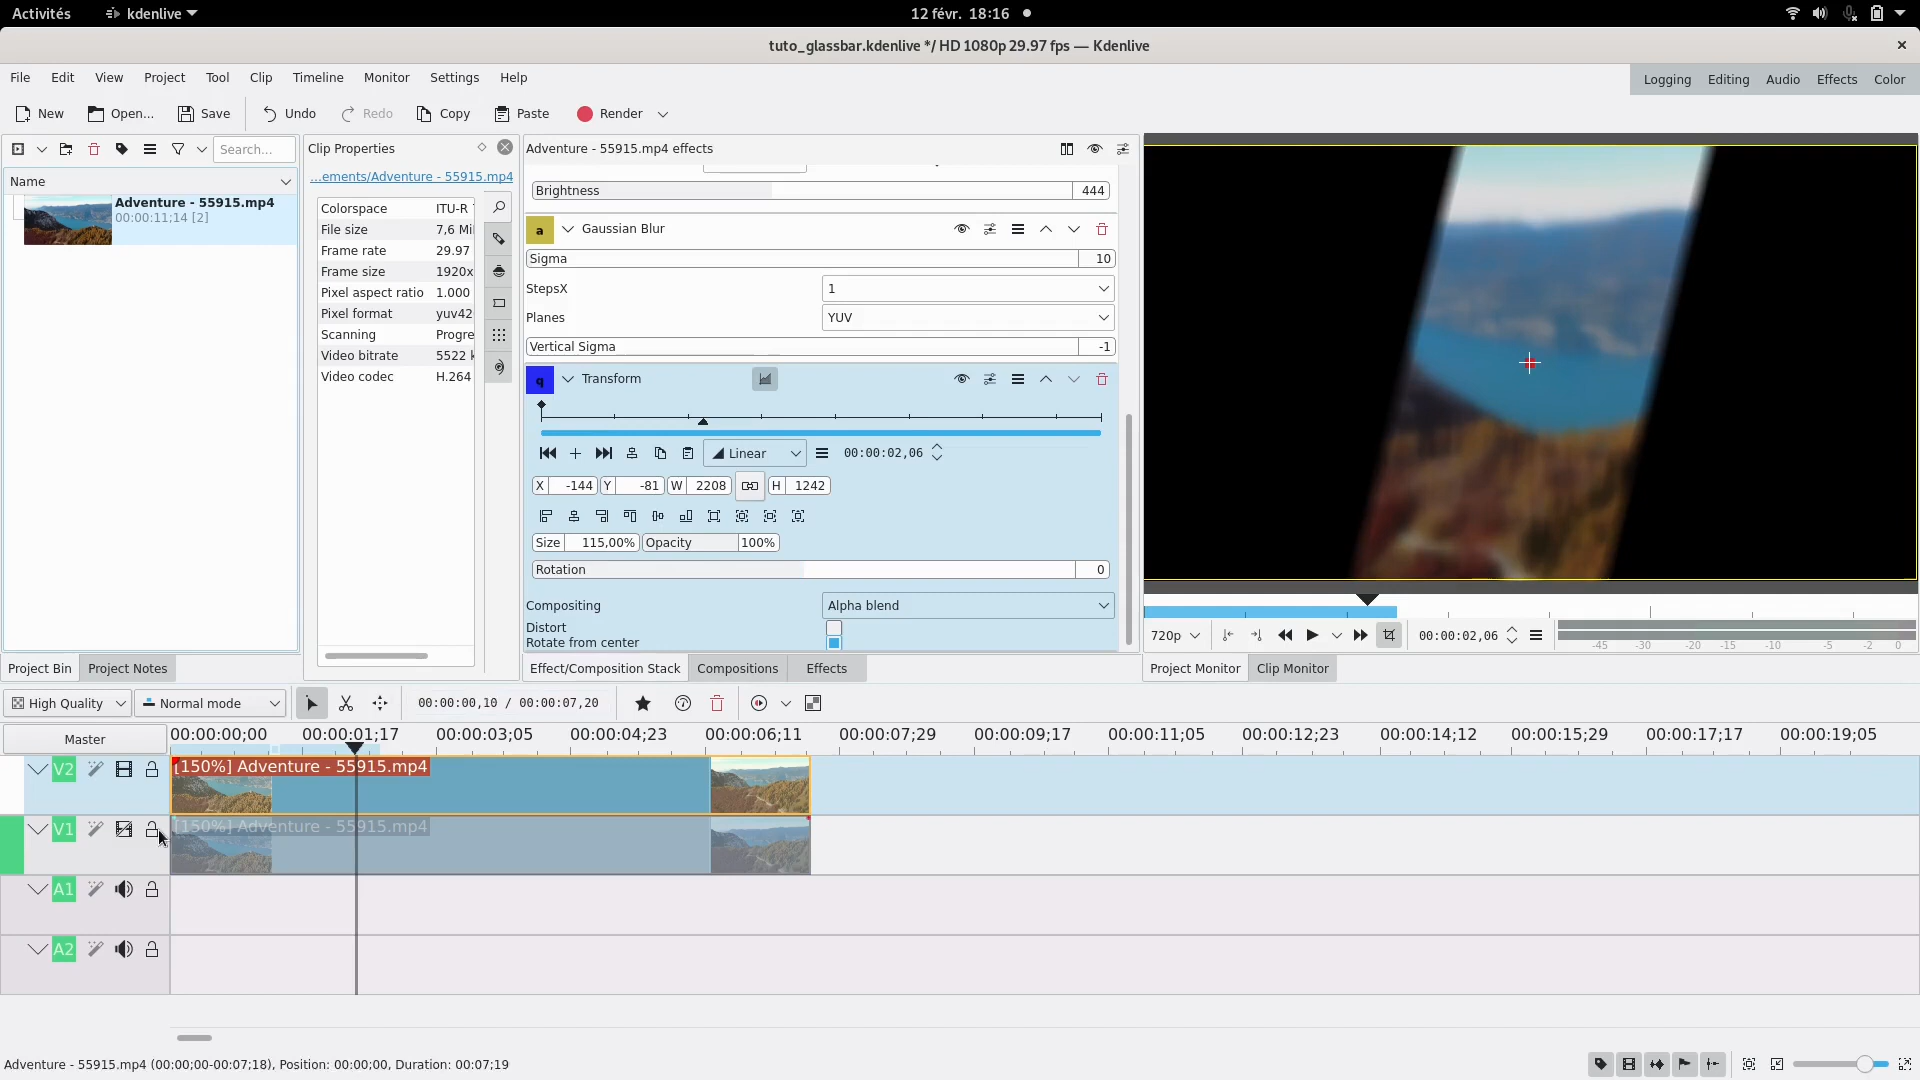 Activités kdenlive 12 févr. 18:16
tuto_glassbar.kdenlive */ HD 1080p 29.97 fps — Kdenlive
File Edit View Project Tool Clip Timeline Monitor Settings Help
Logging Editing Audio Effects Color
New Open... Save Undo Redo Copy Paste Render
Search...
Name
Adventure - 55915.mp4
00:00:11;14 [2]
Project Bin Project Notes
Clip Properties
...ements/Adventure - 55915.mp4
Colorspace ITU-R
File size 7,6 Mi
Frame rate 29.97
Frame size 1920x
Pixel aspect ratio 1.000
Pixel format yuv42
Scanning Progre
Video bitrate 5522 k
Video codec H.264
Adventure - 55915.mp4 effects
Brightness 444
a Gaussian Blur
Sigma 10
StepsX 1
Planes YUV
Vertical Sigma -1
q Transform
Linear 00:00:02,06
X -144 Y -81 W 2208 H 1242
Size 115,00% Opacity 100%
Rotation 0
Compositing Alpha blend
Distort
Rotate from center
Effect/Composition Stack Compositions Effects
720p 00:00:02,06
-45 -30 -20 -15 -10 -5 -2 0
Project Monitor Clip Monitor
High Quality Normal mode 00:00:00,10 / 00:00:07,20
Master 00:00:00;00 00:00:01;17 00:00:03;05 00:00:04;23 00:00:06;11 00:00:07;29 00:00:09;17 00:00:11;05 00:00:12;23 00:00:14;12 00:00:15;29 00:00:17;17 00:00:19;05
V2 [150%] Adventure - 55915.mp4
V1 [150%] Adventure - 55915.mp4
A1
A2
Adventure - 55915.mp4 (00:00;00-00:07;18), Position: 00:00;00, Duration: 00:07;19